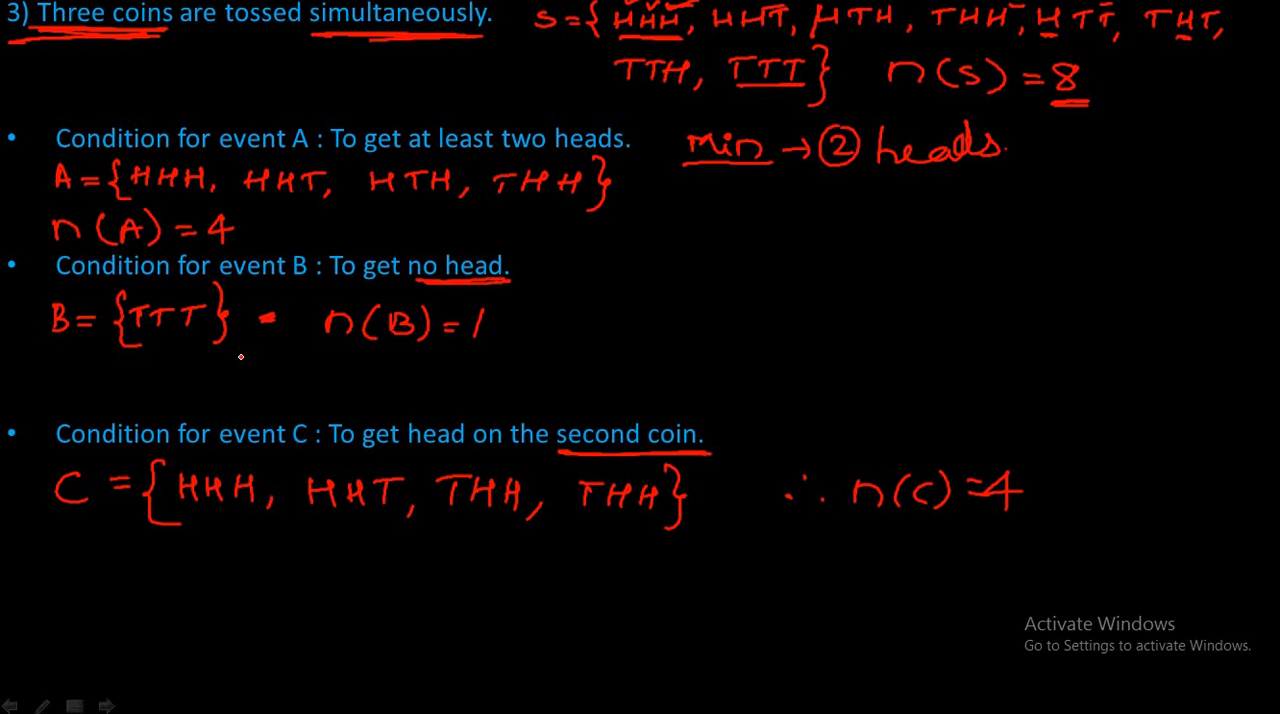 3) Three coins are tossed simultaneously. S={ HHH, HHT, HTH, THH, HTT, THT,
TTH, TTT} n(S) =8
• Condition for event A : To get at least two heads. min → 2 heads.
A={HHH, HHT, HTH, THH}
n(A)=4
• Condition for event B : To get no head.
B= {TTT} - n(B)=1
• Condition for event C : To get head on the second coin.
C ={HHH, HHT, THH, THH} ∴ n(C)=4
Activate Windows
Go to Settings to activate Windows.